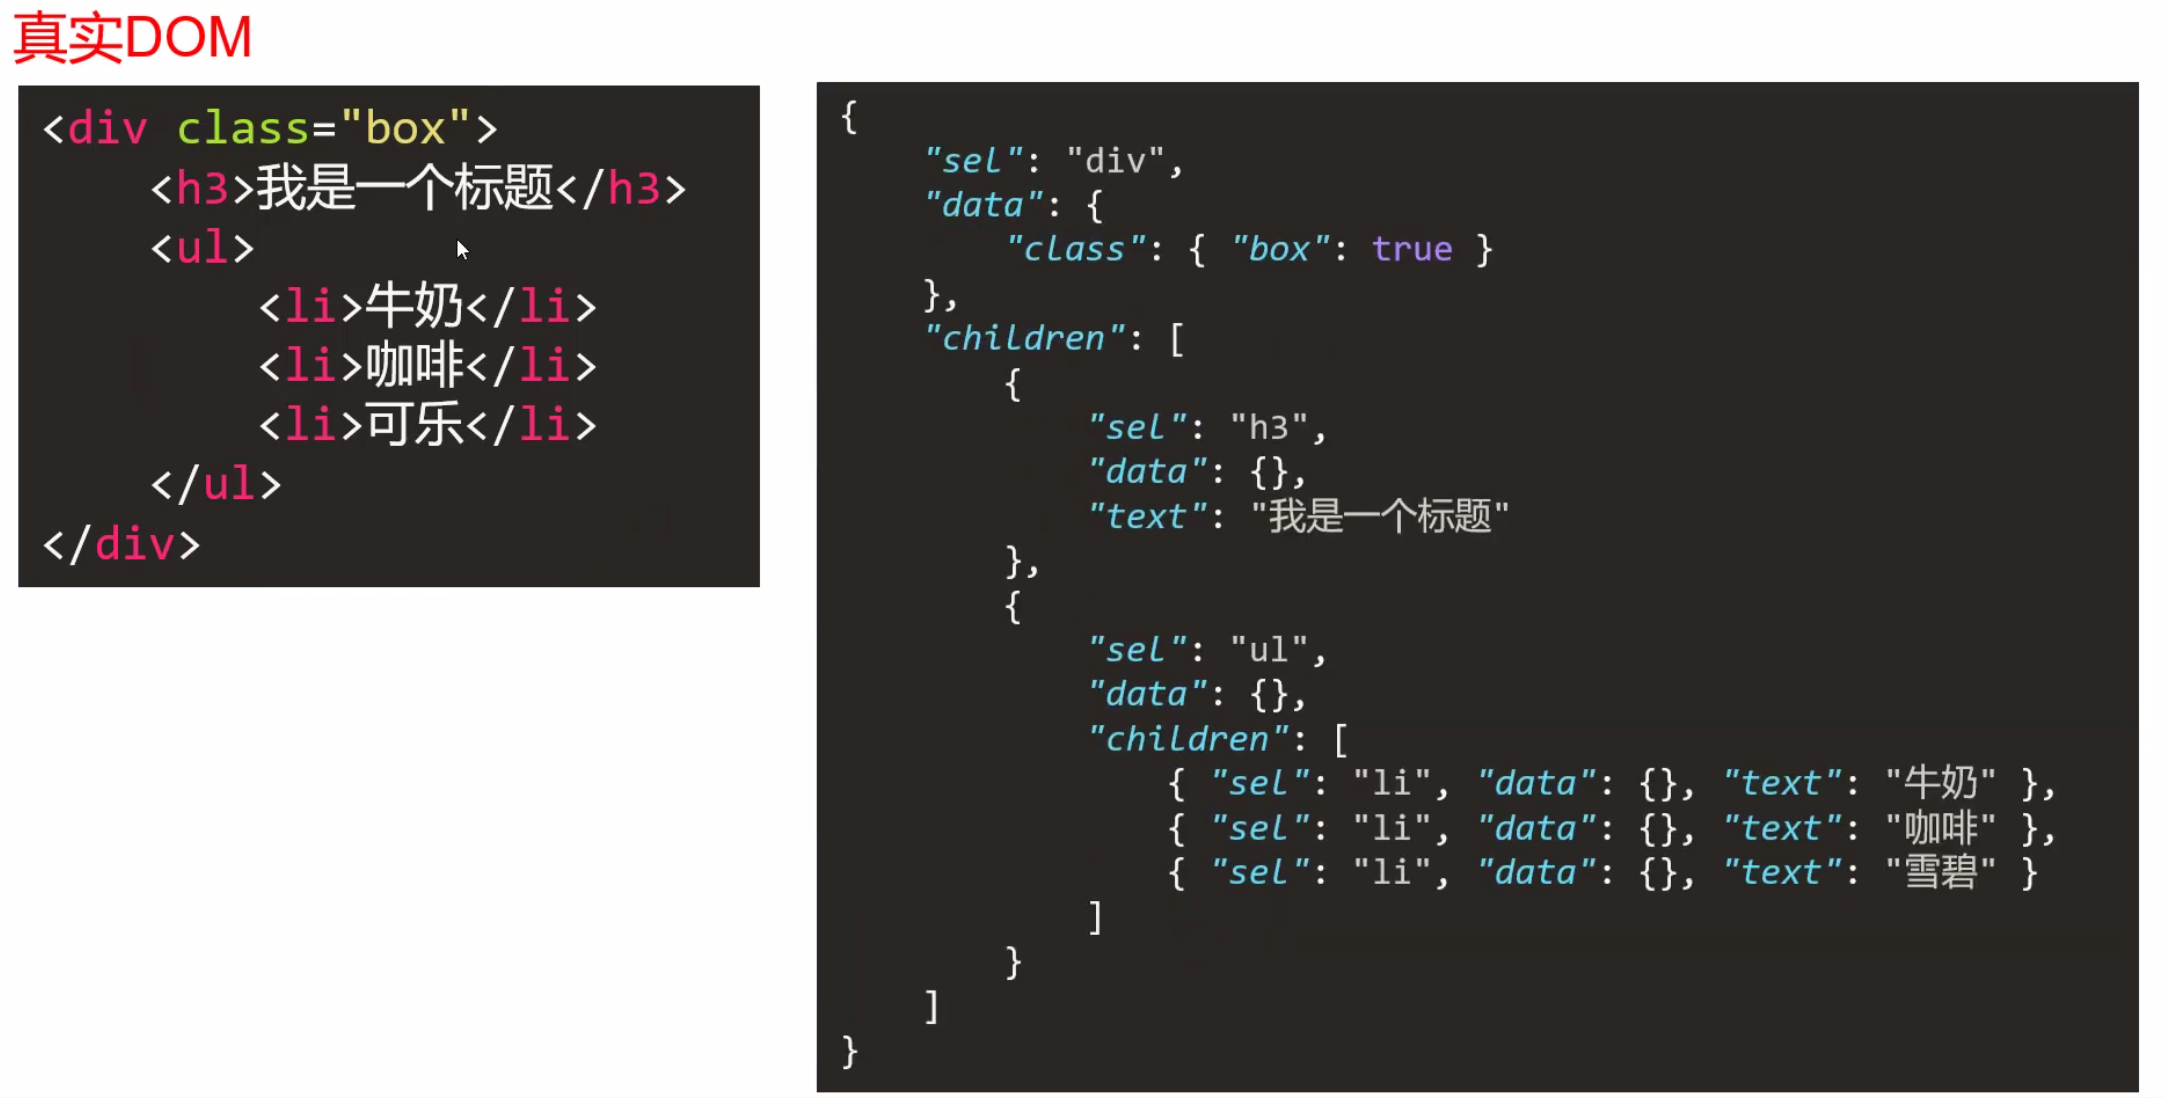 真实DOM
<div class="box">
    <h3>我是一个标题</h3>
    <ul>
        <li>牛奶</li>
        <li>咖啡</li>
        <li>可乐</li>
    </ul>
</div>
{
    "sel": "div",
    "data": {
        "class": { "box": true }
    },
    "children": [
        {
            "sel": "h3",
            "data": {},
            "text": "我是一个标题"
        },
        {
            "sel": "ul",
            "data": {},
            "children": [
                { "sel": "li", "data": {}, "text": "牛奶" },
                { "sel": "li", "data": {}, "text": "咖啡" },
                { "sel": "li", "data": {}, "text": "雪碧" }
            ]
        }
    ]
}